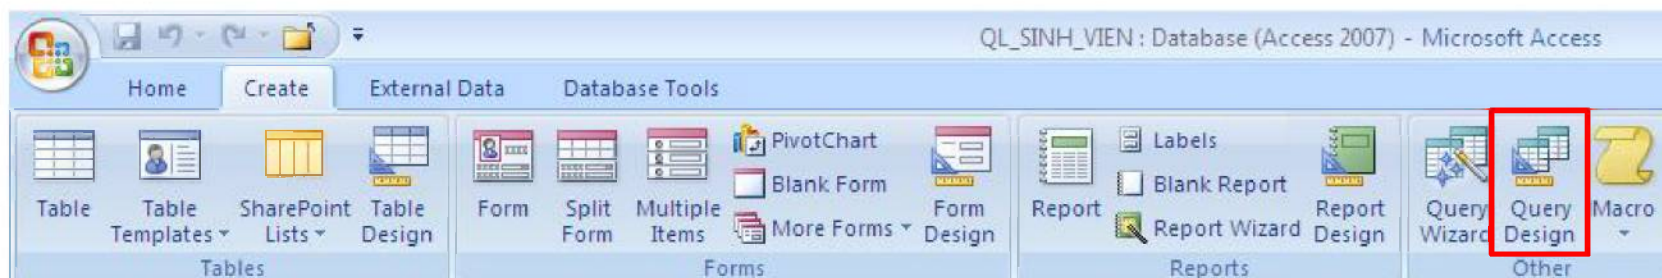 QL_SINH_VIEN : Database (Access 2007) - Microsoft Access
Home Create External Data Database Tools
Table
Table Templates
SharePoint Lists
Table Design
Tables
Form
Split Form
Multiple Items
PivotChart
Blank Form
More Forms
Form Design
Forms
Report
Labels
Blank Report
Report Wizard
Report Design
Reports
Query Wizard
Query Design
Macro
Other